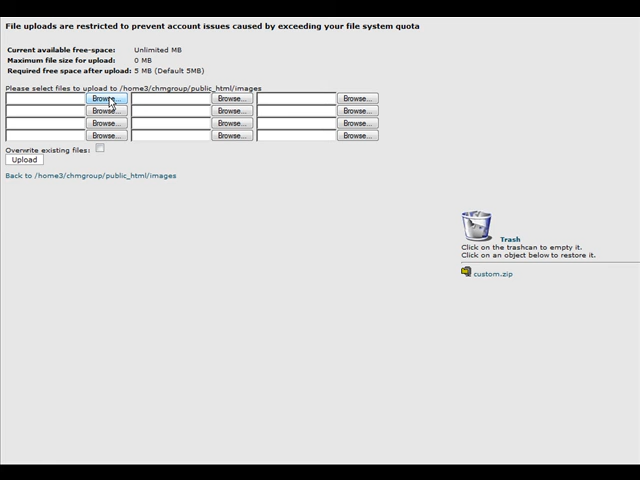 File uploads are restricted to prevent account issues caused by exceeding your file system quota
Current available free-space: Unlimited MB
Maximum file size for upload: 0 MB
Required free space after upload: 5 MB (Default 5MB)
Please select files to upload to /home3/chmgroup/public_html/images
Browse... Browse... Browse...
Browse... Browse... Browse...
Browse... Browse... Browse...
Browse... Browse... Browse...
Overwrite existing files:
Upload
Back to /home3/chmgroup/public_html/images
Trash
Click on the trashcan to empty it.
Click on an object below to restore it.
custom.zip